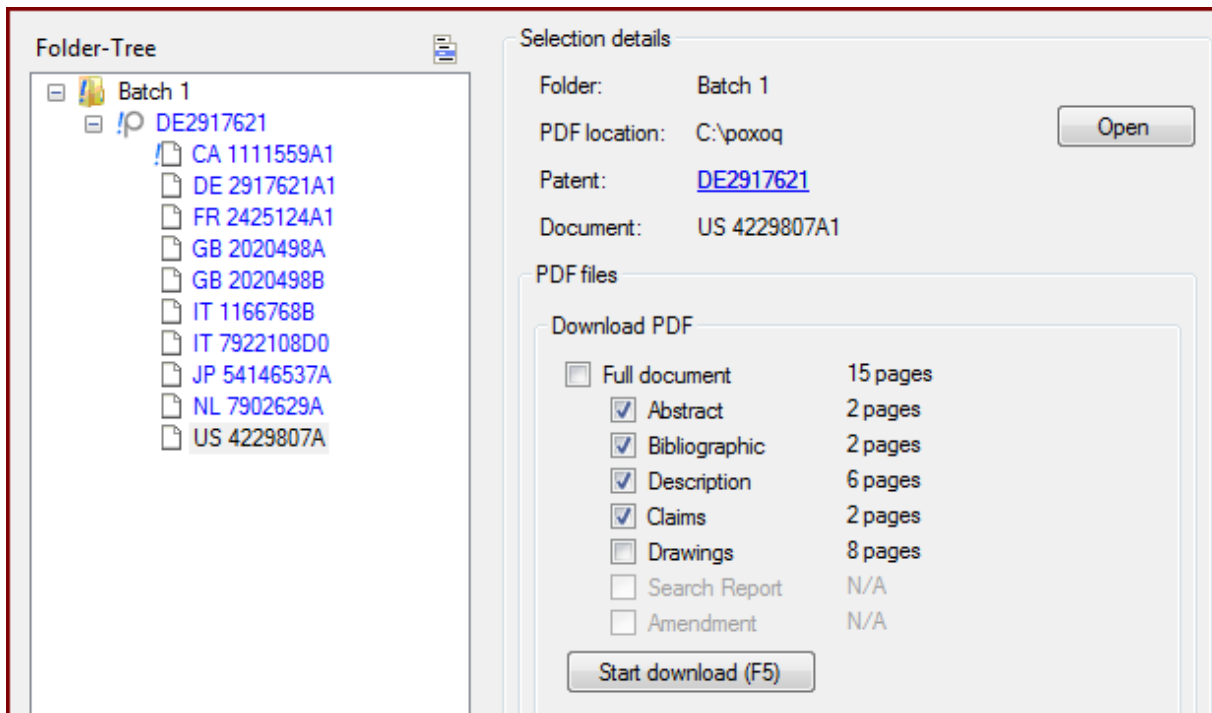 Folder-Tree
Batch 1
DE2917621
CA 1111559A1
DE 2917621A1
FR 2425124A1
GB 2020498A
GB 2020498B
IT 1166768B
IT 7922108D0
JP 54146537A
NL 7902629A
US 4229807A
Selection details
Folder: Batch 1
PDF location: C:\poxoq Open
Patent: DE2917621
Document: US 4229807A1
PDF files
Download PDF
Full document 15 pages
Abstract 2 pages
Bibliographic 2 pages
Description 6 pages
Claims 2 pages
Drawings 8 pages
Search Report N/A
Amendment N/A
Start download (F5)